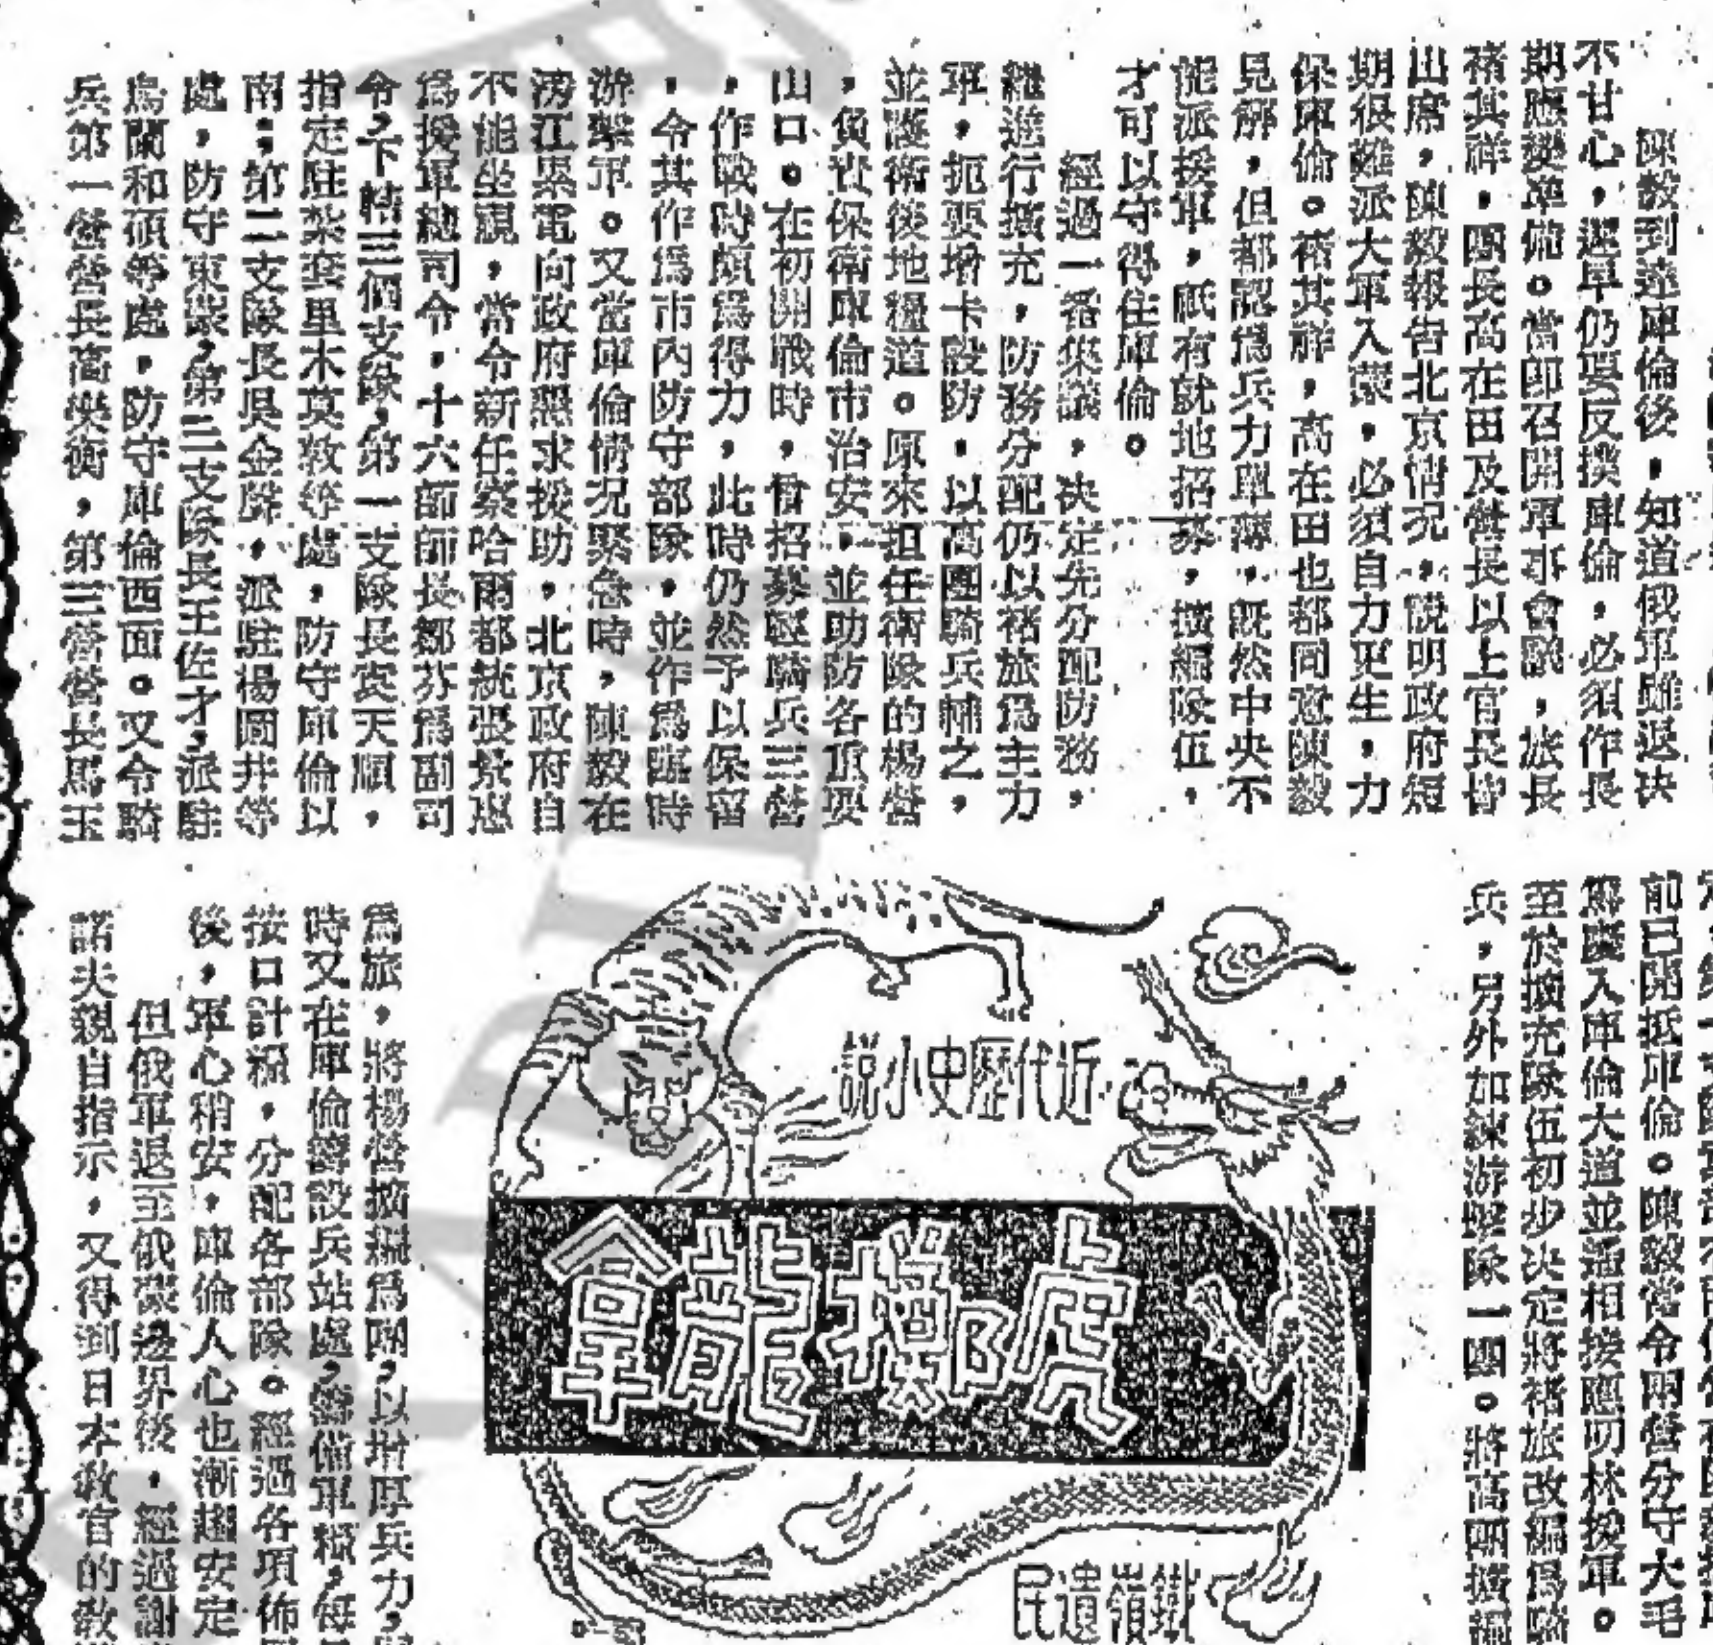 陳毅到達庫倫後，知道俄軍雖退決
不甘心，遲早仍要反撲庫倫，必須作長
期應變準備。當即召開軍事會議，旅長
褚其祥，團長高在田及營長以上官長皆
出席，陳毅報告北京情況，說明政府短
期很難派大軍入蒙，必須自力更生，力
保庫倫。褚其祥，高在田也都同意陳毅
見解，但都認爲兵力單薄，既然中央不
能派援軍，祇有就地招募，擴編隊伍，
才可以守得住庫倫。
經過一番集議，決定先分配防務，
繼進行擴充，防務分配仍以褚旅爲主力
軍，扼要增卡設防，以高團騎兵輔之，
並護衛後地糧道。原來担任衛隊的楊營
，負責保衛庫倫市治安，並助防各頂要
山口。在初開戰時，曾招募輕騎兵三營
，作戰時頗爲得力，此時仍然予以保留
，令其作爲市內防守部隊，並作爲臨時
游擊軍。又當庫倫情况緊急時，陳毅在
滂江累電向政府懇求援助，北京政府自
不能坐視，當令新任察哈爾都統張景惠
爲援軍總司令，十六師師長鄒芬爲副司
令，下轄三個支隊，第一支隊長袁天順，
指定駐紮套里木莫敦等處，防守庫倫以
南；第二支隊長吳金聲，派駐楊圖井等
處，防守東蒙，第三支隊長王佐才，派駐
烏蘭和碩等處，防守庫倫西面。又令騎
兵第一營營長高榮衡，第三營營長馬玉
前已開抵庫倫。陳毅當令兩營分守大毛
入庫倫大道並遙相接應叨林援軍。
至於擴充隊伍初步決定將褚旅改編爲
兵，另外加練游擊隊一團。將高團擴編
近代歷史小說
虎擲龍拿
鐵嶺遺民
爲旅，將楊營擴編爲團，以增厚兵力，
時又在庫倫籌設兵站處，籌備軍糧，每
按口計糧，分配各部隊。經過各項佈
後，軍心稍安，庫倫人心也漸趨安定
但俄軍退至俄蒙邊界後，經過謝
諾夫親自指示，又得到日本教官的教